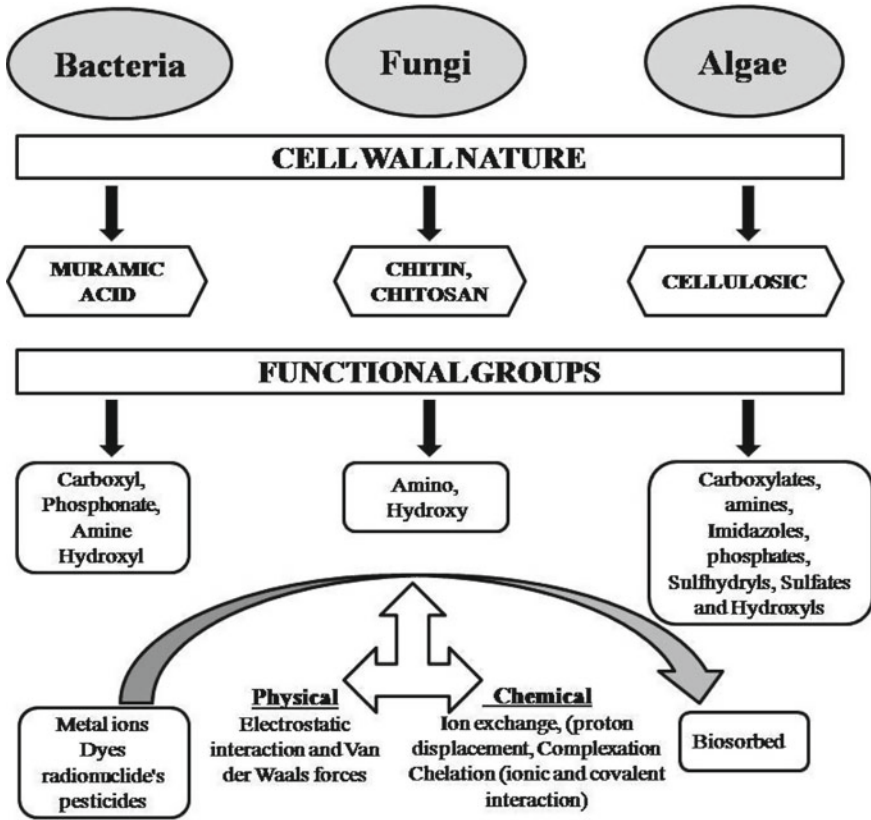 Bacteria
Fungi
Algae
CELL WALL NATURE
MURAMIC
ACID
CHITIN,
CHITOSAN
CELLULOSIC
FUNCTIONAL GROUPS
Carboxyl,
Phosphonate,
Amine
Hydroxyl
Amino,
Hydroxy
Carboxylates,
amines,
Imidazoles,
phosphates,
Sulfhydryls, Sulfates
and Hydroxyls
Metal ions
Dyes
radionuclide's
pesticides
Physical
Electrostatic
interaction and Van
der Waals forces
Chemical
Ion exchange, (proton
displacement, Complexation
Chelation (ionic and covalent
interaction)
Biosorbed